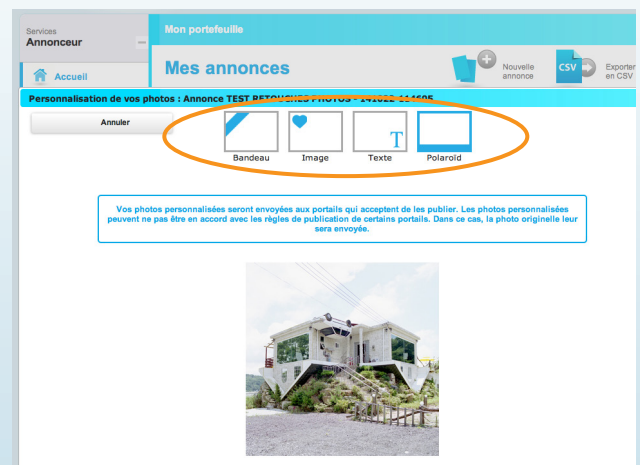 Services
Annonceur
Mon portefeuille
Accueil
Mes annonces
Nouvelle
annonce
CSV
Exporter
en CSV
Personnalisation de vos photos : Annonce TEST RETOUCHES PHOTOS - 141022-114605
Annuler
T
Bandeau
Image
Texte
Polaroïd
Vos photos personnalisées seront envoyées aux portails qui acceptent de les publier. Les photos personnalisées
peuvent ne pas être en accord avec les règles de publication de certains portails. Dans ce cas, la photo originelle leur
sera envoyée.